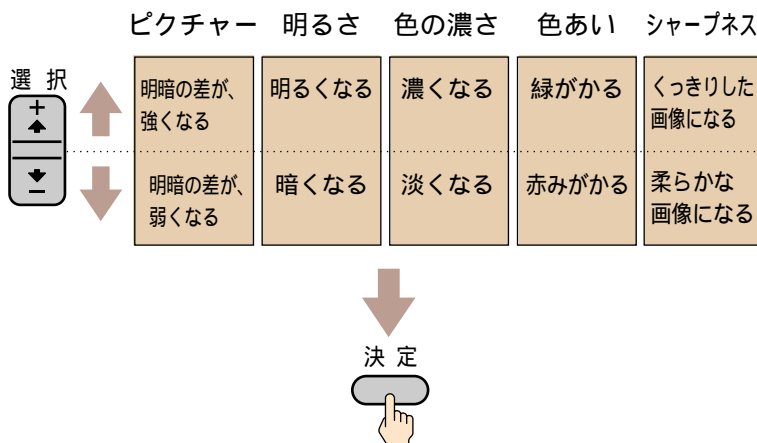 ピクチャー 明るさ 色の濃さ 色あい シャープネス
選 択
+
−
明暗の差が、
強くなる
明るくなる
濃くなる
緑がかる
くっきりした
画像になる
明暗の差が、
弱くなる
暗くなる
淡くなる
赤みがかる
柔らかな
画像になる
決 定